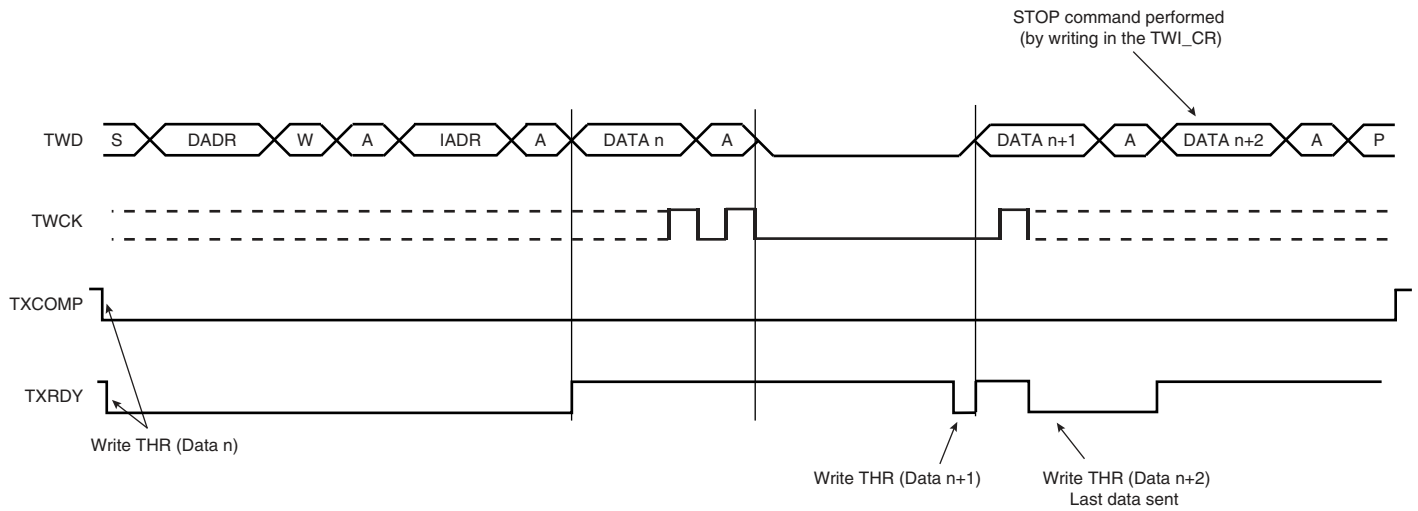 STOP command performed
(by writing in the TWI_CR)
TWD S DADR W A IADR A DATA n A DATA n+1 A DATA n+2 A P
TWCK
TXCOMP
TXRDY
Write THR (Data n)
Write THR (Data n+1) Write THR (Data n+2)
Last data sent